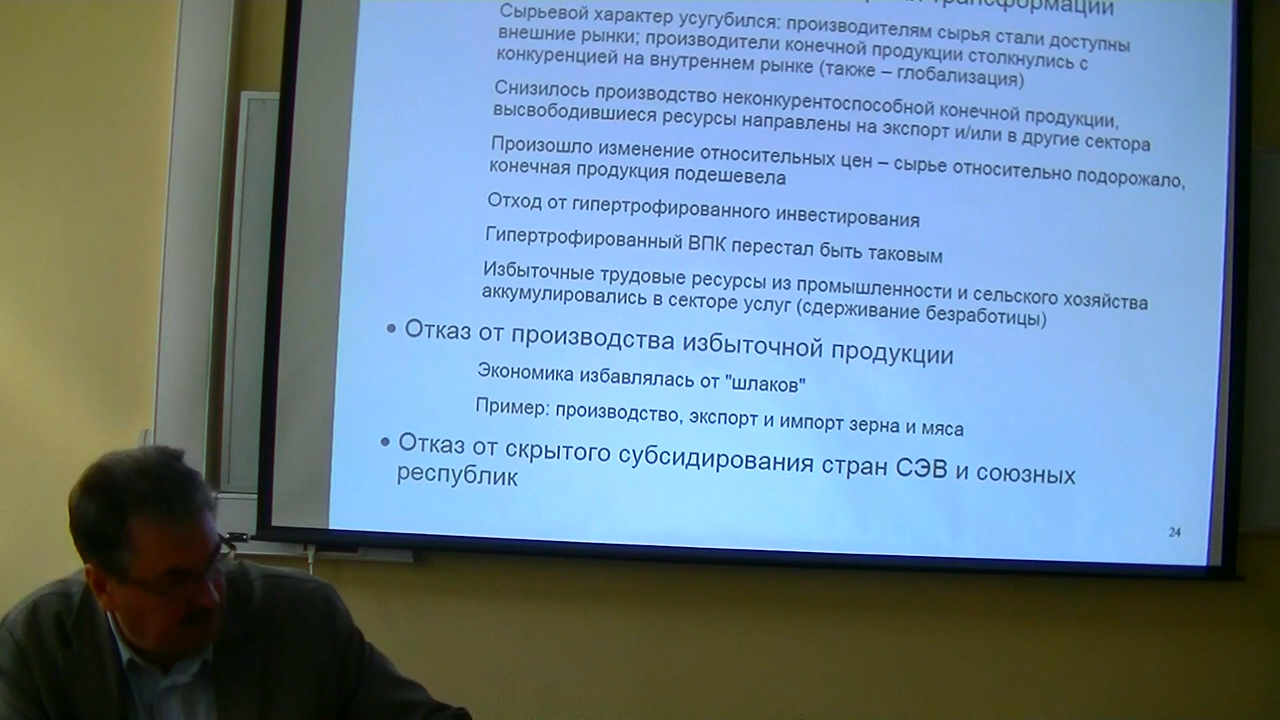 трансформации
Сырьевой характер усугубился: производителям сырья стали доступны
внешние рынки; производители конечной продукции столкнулись с
конкуренцией на внутреннем рынке (также – глобализация)
Снизилось производство неконкурентоспособной конечной продукции,
высвободившиеся ресурсы направлены на экспорт и/или в другие сектора
Произошло изменение относительных цен – сырье относительно подорожало,
конечная продукция подешевела
Отход от гипертрофированного инвестирования
Гипертрофированный ВПК перестал быть таковым
Избыточные трудовые ресурсы из промышленности и сельского хозяйства
аккумулировались в секторе услуг (сдерживание безработицы)
• Отказ от производства избыточной продукции
Экономика избавлялась от "шлаков"
Пример: производство, экспорт и импорт зерна и мяса
• Отказ от скрытого субсидирования стран СЭВ и союзных
республик
24